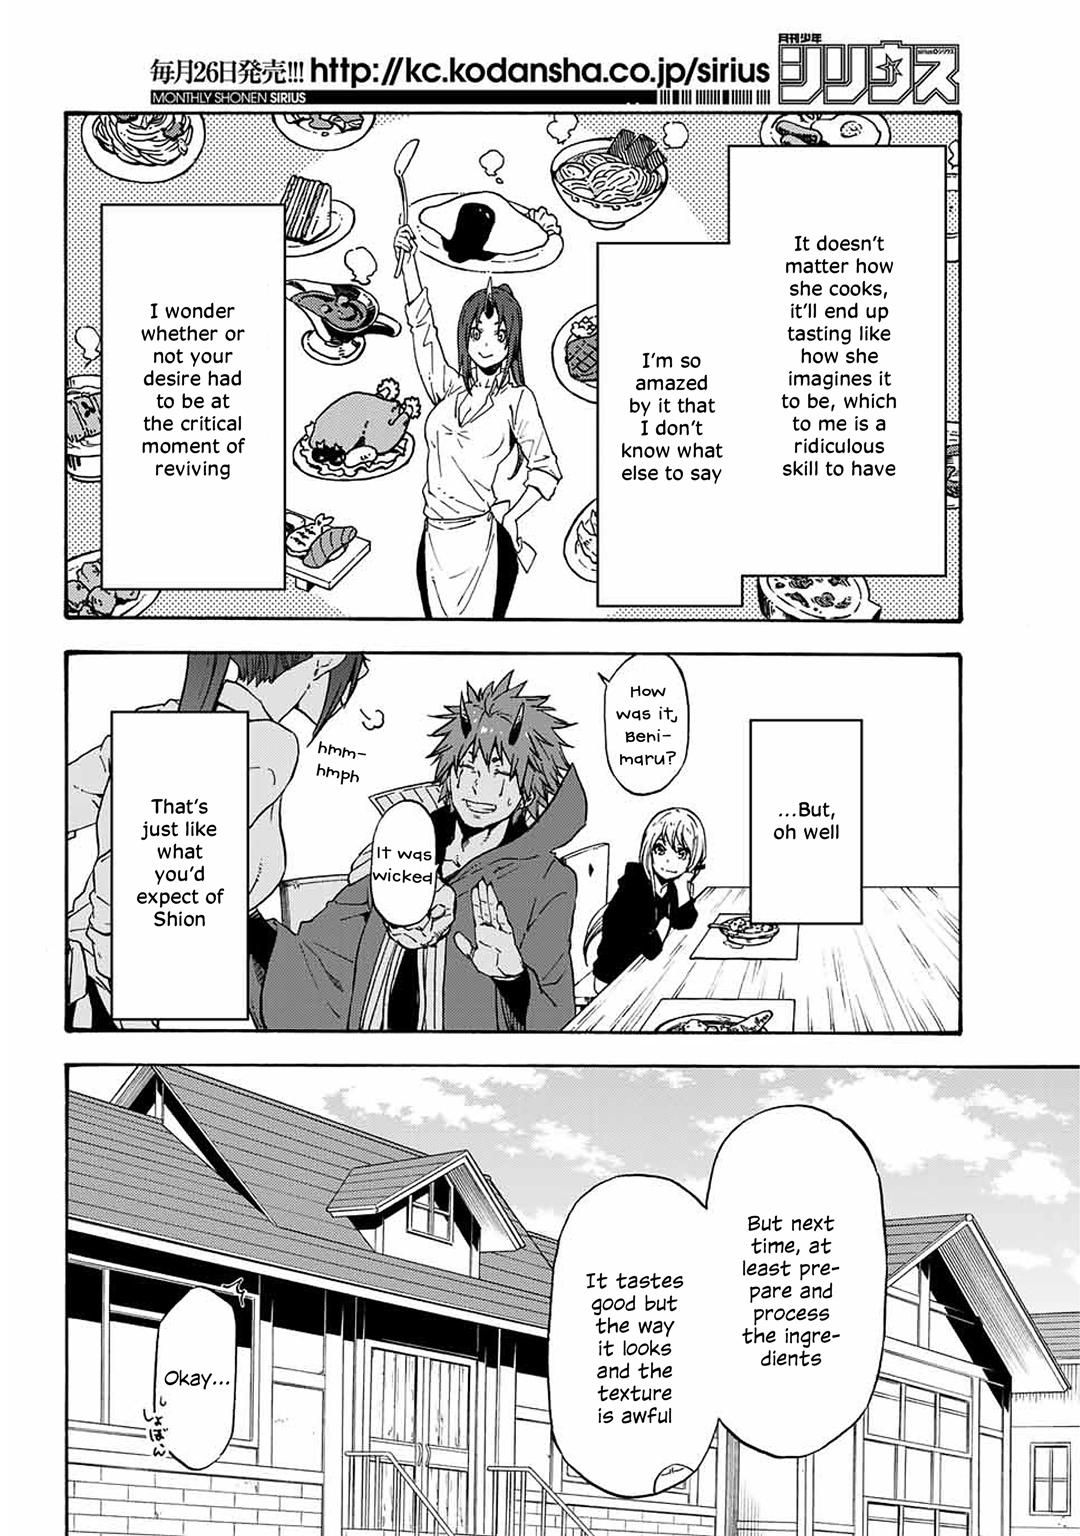 毎月26日発売!!! http://kc.kodansha.co.jp/sirius
MONTHLY SHONEN SIRIUS
月刊少年
シリウス
It doesn't
matter how
she cooks,
it'll end up
tasting like
how she
imagines it
to be, which
to me is a
ridiculous
skill to have
I'm so
amazed
by it that
I don't
know what
else to say
I wonder
whether or
not your
desire had
to be at
the critical
moment of
reviving
...But,
oh well
How
was it,
Beni-
maru?
It was
wicked
hmm-
hmph
That's
just like
what
you'd
expect of
Shion
But next
time, at
least pre-
pare and
process
the ingre-
dients
It tastes
good but
the way
it looks
and the
texture
is awful
Okay...
しょぼーん